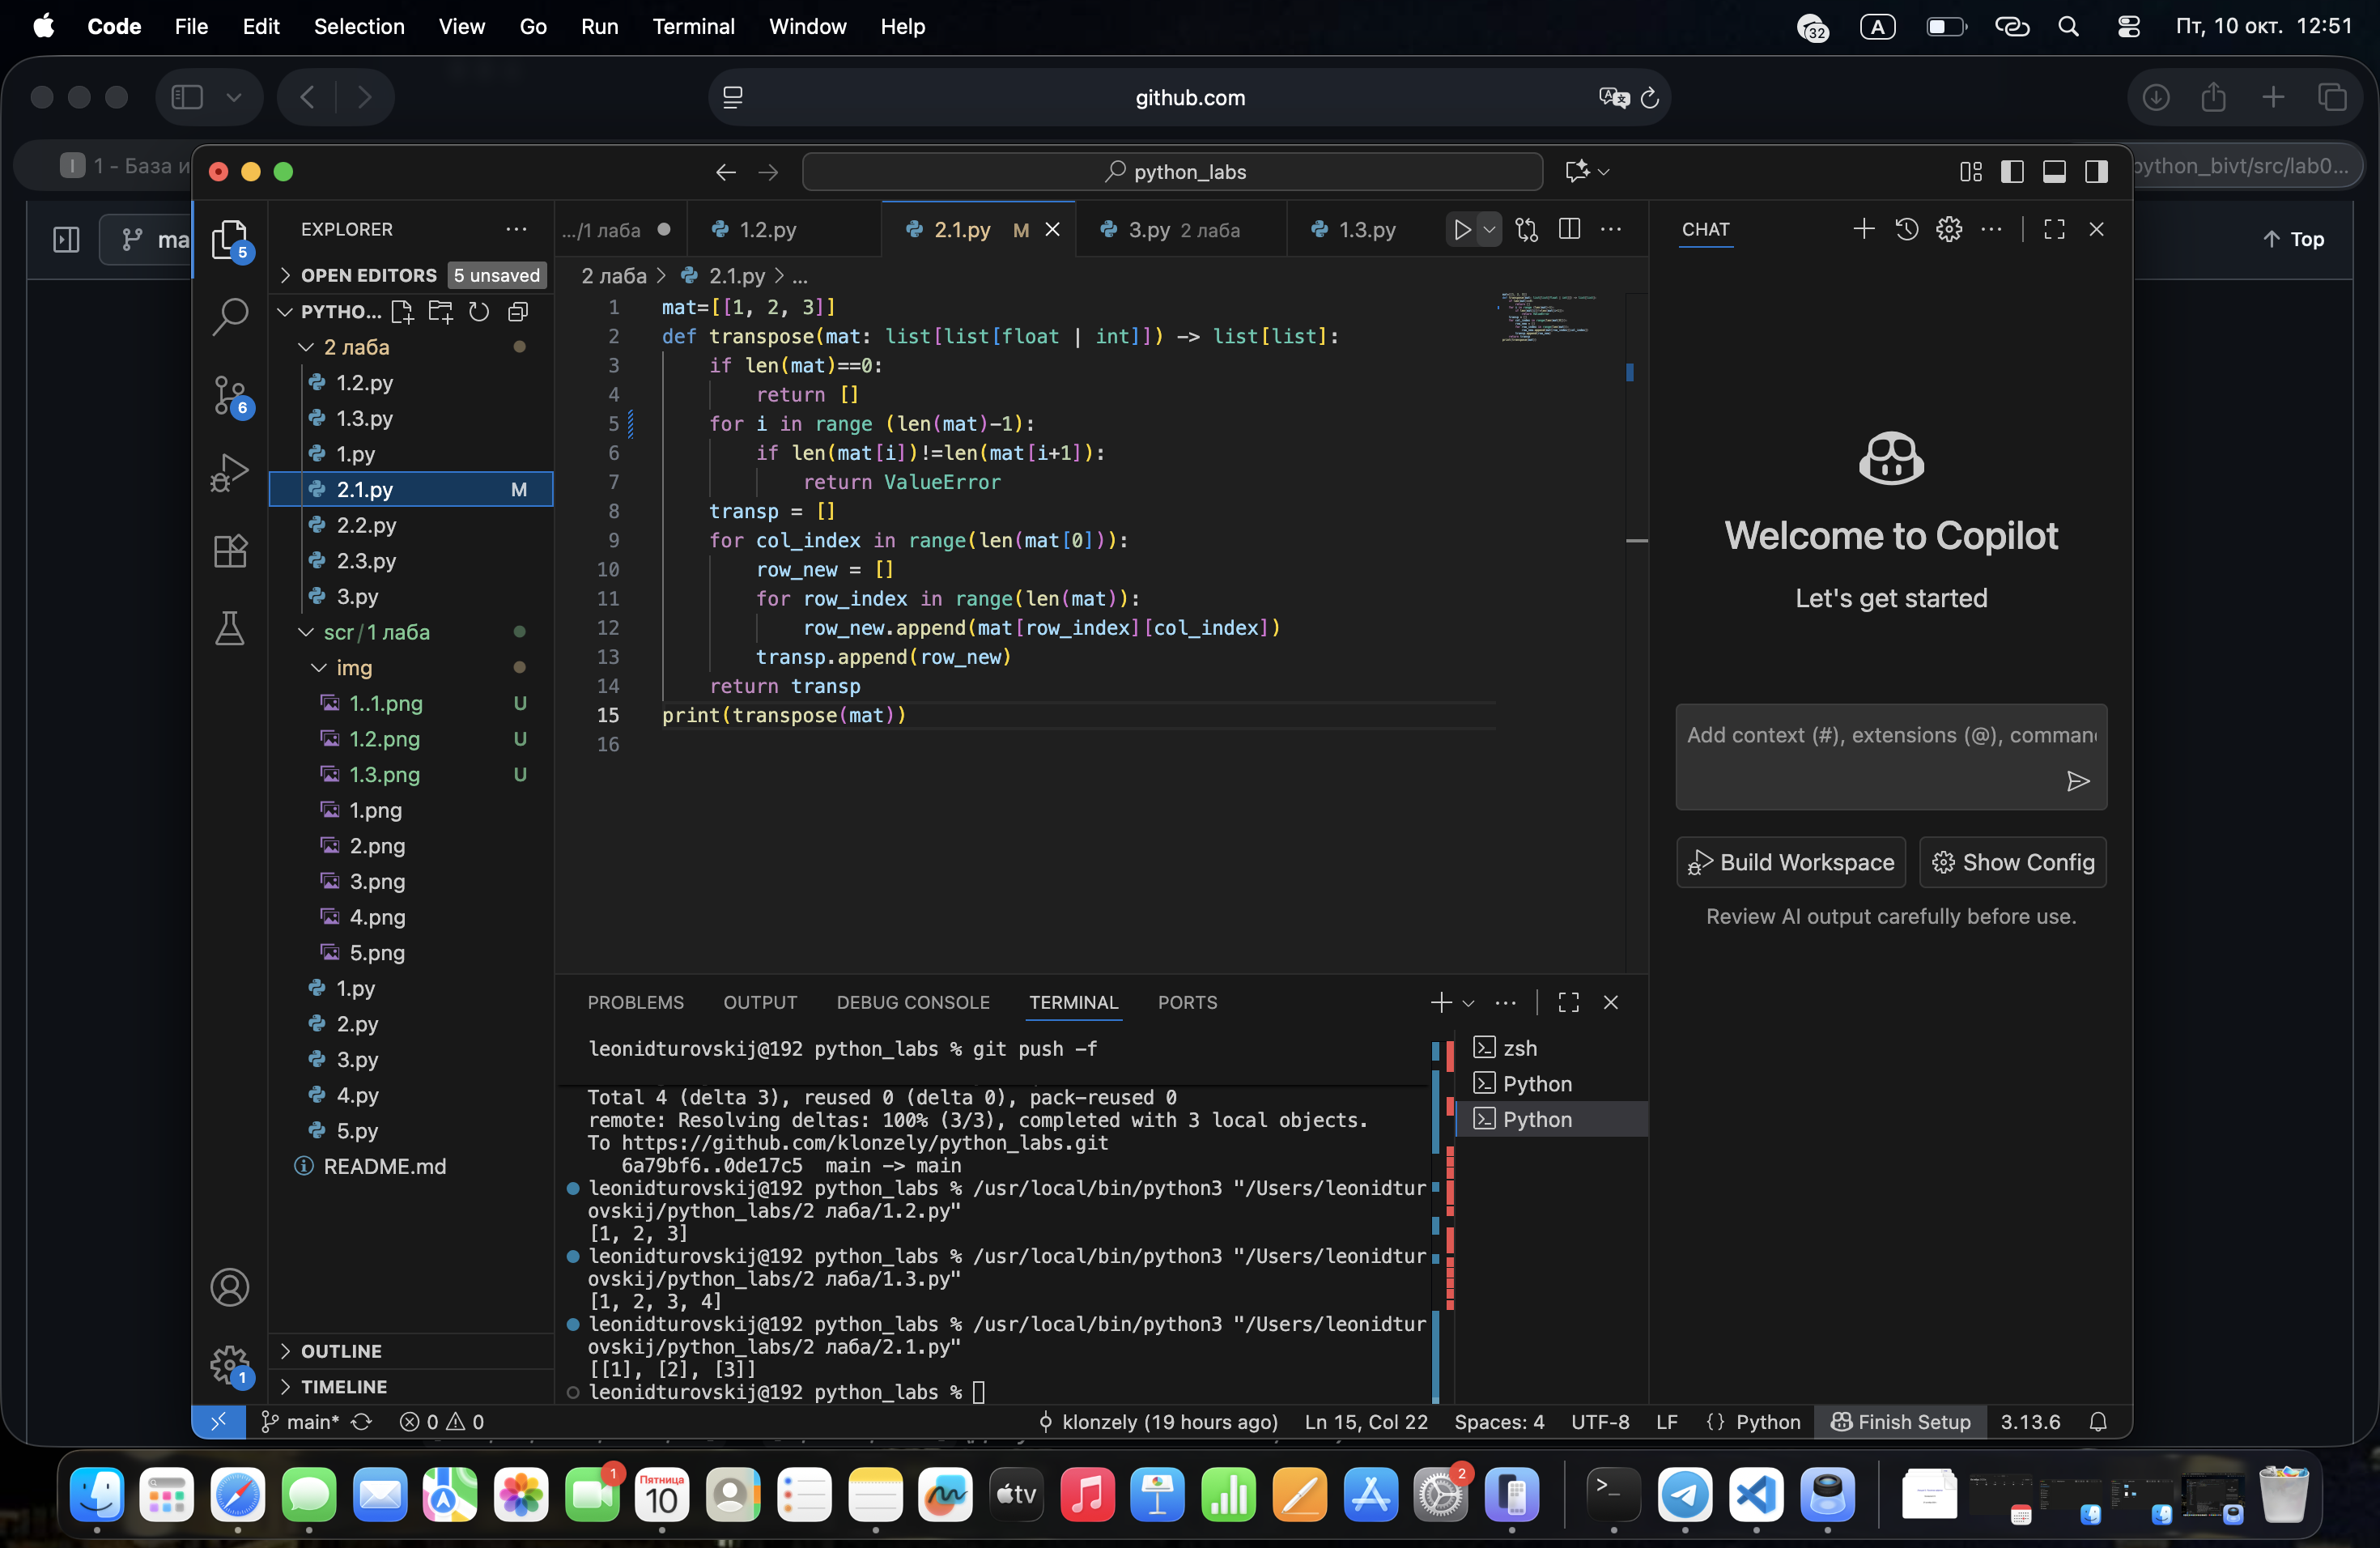 Code File Edit Selection View Go Run Terminal Window Help
32 A Пт, 10 окт. 12:51
github.com
1 - База и
python_bivt/src/lab0...
ma
Top
python_labs
EXPLORER
OPEN EDITORS 5 unsaved
PYTHO...
2 лаба
1.2.py
1.3.py
1.py
2.1.py M
2.2.py
2.3.py
3.py
scr/1 лаба
img
1..1.png U
1.2.png U
1.3.png U
1.png
2.png
3.png
4.png
5.png
1.py
2.py
3.py
4.py
5.py
README.md
OUTLINE
TIMELINE
5
6
1
.../1 лаба 1.2.py 2.1.py M 3.py 2 лаба 1.3.py
2 лаба > 2.1.py > ...
1 mat=[[1, 2, 3]]
2 def transpose(mat: list[list[float | int]]) -> list[list]:
3 if len(mat)==0:
4 return []
5 for i in range (len(mat)-1):
6 if len(mat[i])!=len(mat[i+1]):
7 return ValueError
8 transp = []
9 for col_index in range(len(mat[0])):
10 row_new = []
11 for row_index in range(len(mat)):
12 row_new.append(mat[row_index][col_index])
13 transp.append(row_new)
14 return transp
15 print(transpose(mat))
16
PROBLEMS OUTPUT DEBUG CONSOLE TERMINAL PORTS
leonidturovskij@192 python_labs % git push -f
Total 4 (delta 3), reused 0 (delta 0), pack-reused 0
remote: Resolving deltas: 100% (3/3), completed with 3 local objects.
To https://github.com/klonzely/python_labs.git
6a79bf6..0de17c5 main -> main
leonidturovskij@192 python_labs % /usr/local/bin/python3 "/Users/leonidtur
ovskij/python_labs/2 лаба/1.2.py"
[1, 2, 3]
leonidturovskij@192 python_labs % /usr/local/bin/python3 "/Users/leonidtur
ovskij/python_labs/2 лаба/1.3.py"
[1, 2, 3, 4]
leonidturovskij@192 python_labs % /usr/local/bin/python3 "/Users/leonidtur
ovskij/python_labs/2 лаба/2.1.py"
[[1], [2], [3]]
leonidturovskij@192 python_labs %
zsh
Python
Python
CHAT
Welcome to Copilot
Let's get started
Add context (#), extensions (@), comman
Build Workspace Show Config
Review AI output carefully before use.
main* 0 0 klonzely (19 hours ago) Ln 15, Col 22 Spaces: 4 UTF-8 LF {} Python Finish Setup 3.13.6
1
Пятница
10
tv
2